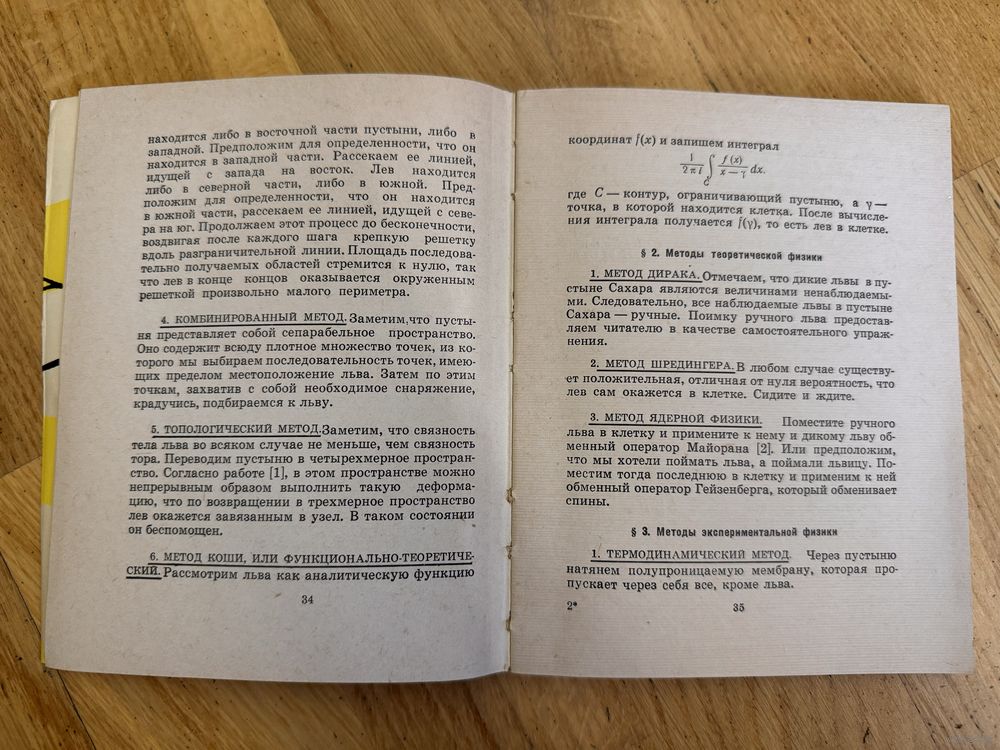 находится либо в восточной части пустыни, либо в
западной. Предположим для определенности, что он
находится в западной части. Рассекаем ее линией,
идущей с запада на восток. Лев находится
либо в северной части, либо в южной. Пред-
положим для определенности, что он находится
в южной части, рассекаем ее линией, идущей с севе-
ра на юг. Продолжаем этот процесс до бесконечности,
воздвигая после каждого шага крепкую решетку
вдоль разграничительной линии. Площадь последова-
тельно получаемых областей стремится к нулю, так
что лев в конце концов оказывается окруженным
решеткой произвольно малого периметра.
4. КОМБИНИРОВАННЫЙ МЕТОД. Заметим, что пусты-
ня представляет собой сепарабельное пространство.
Оно содержит всюду плотное множество точек, из ко-
торого мы выбираем последовательность точек, имею-
щих пределом местоположение льва. Затем по этим
точкам, захватив с собой необходимое снаряжение,
крадучись, подбираемся к льву.
5. ТОПОЛОГИЧЕСКИЙ МЕТОД. Заметим, что связность
тела льва во всяком случае не меньше, чем связность
тора. Переводим пустыню в четырехмерное простран-
ство. Согласно работе [1], в этом пространстве можно
непрерывным образом выполнить такую деформа-
цию, что по возвращении в трехмерное пространство
лев окажется завязанным в узел. В таком состоянии
он беспомощен.
6. МЕТОД КОШИ, ИЛИ ФУНКЦИОНАЛЬНО-ТЕОРЕТИЧЕ-
СКИЙ. Рассмотрим льва как аналитическую функцию
34
координат f(x) и запишем интеграл
1/(2πi) ∫_C f(x)/(x − γ) dx.
где C — контур, ограничивающий пустыню, а γ —
точка, в которой находится клетка. После вычисле-
ния интеграла получается f(γ), то есть лев в клетке.
§ 2. Методы теоретической физики
1. МЕТОД ДИРАКА. Отмечаем, что дикие львы в пу-
стыне Сахара являются величинами ненаблюдаемы-
ми. Следовательно, все наблюдаемые львы в пустыне
Сахара — ручные. Поимку ручного льва предостав-
ляем читателю в качестве самостоятельного упраж-
нения.
2. МЕТОД ШРЕДИНГЕРА. В любом случае существу-
ет положительная, отличная от нуля вероятность, что
лев сам окажется в клетке. Сидите и ждите.
3. МЕТОД ЯДЕРНОЙ ФИЗИКИ. Поместите ручного
льва в клетку и примените к нему и дикому льву об-
менный оператор Майорана [2]. Или предположим,
что мы хотели поймать льва, а поймали львицу. По-
местим тогда последнюю в клетку и применим к ней
обменный оператор Гейзенберга, который обменивает
спины.
§ 3. Методы экспериментальной физики
1. ТЕРМОДИНАМИЧЕСКИЙ МЕТОД. Через пустыню
натянем полупроницаемую мембрану, которая про-
пускает через себя все, кроме льва.
2*
35